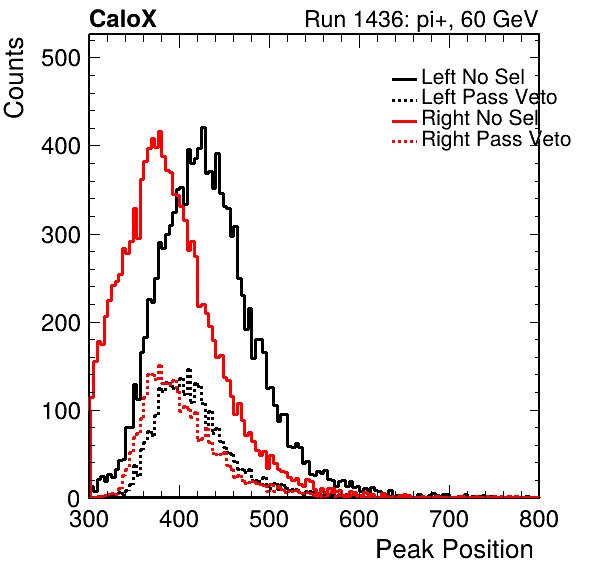 CaloX Run 1436: pi+, 60 GeV
Counts
500
400
300
200
100
0
Left No Sel
Left Pass Veto
Right No Sel
Right Pass Veto
300 400 500 600 700 800
Peak Position